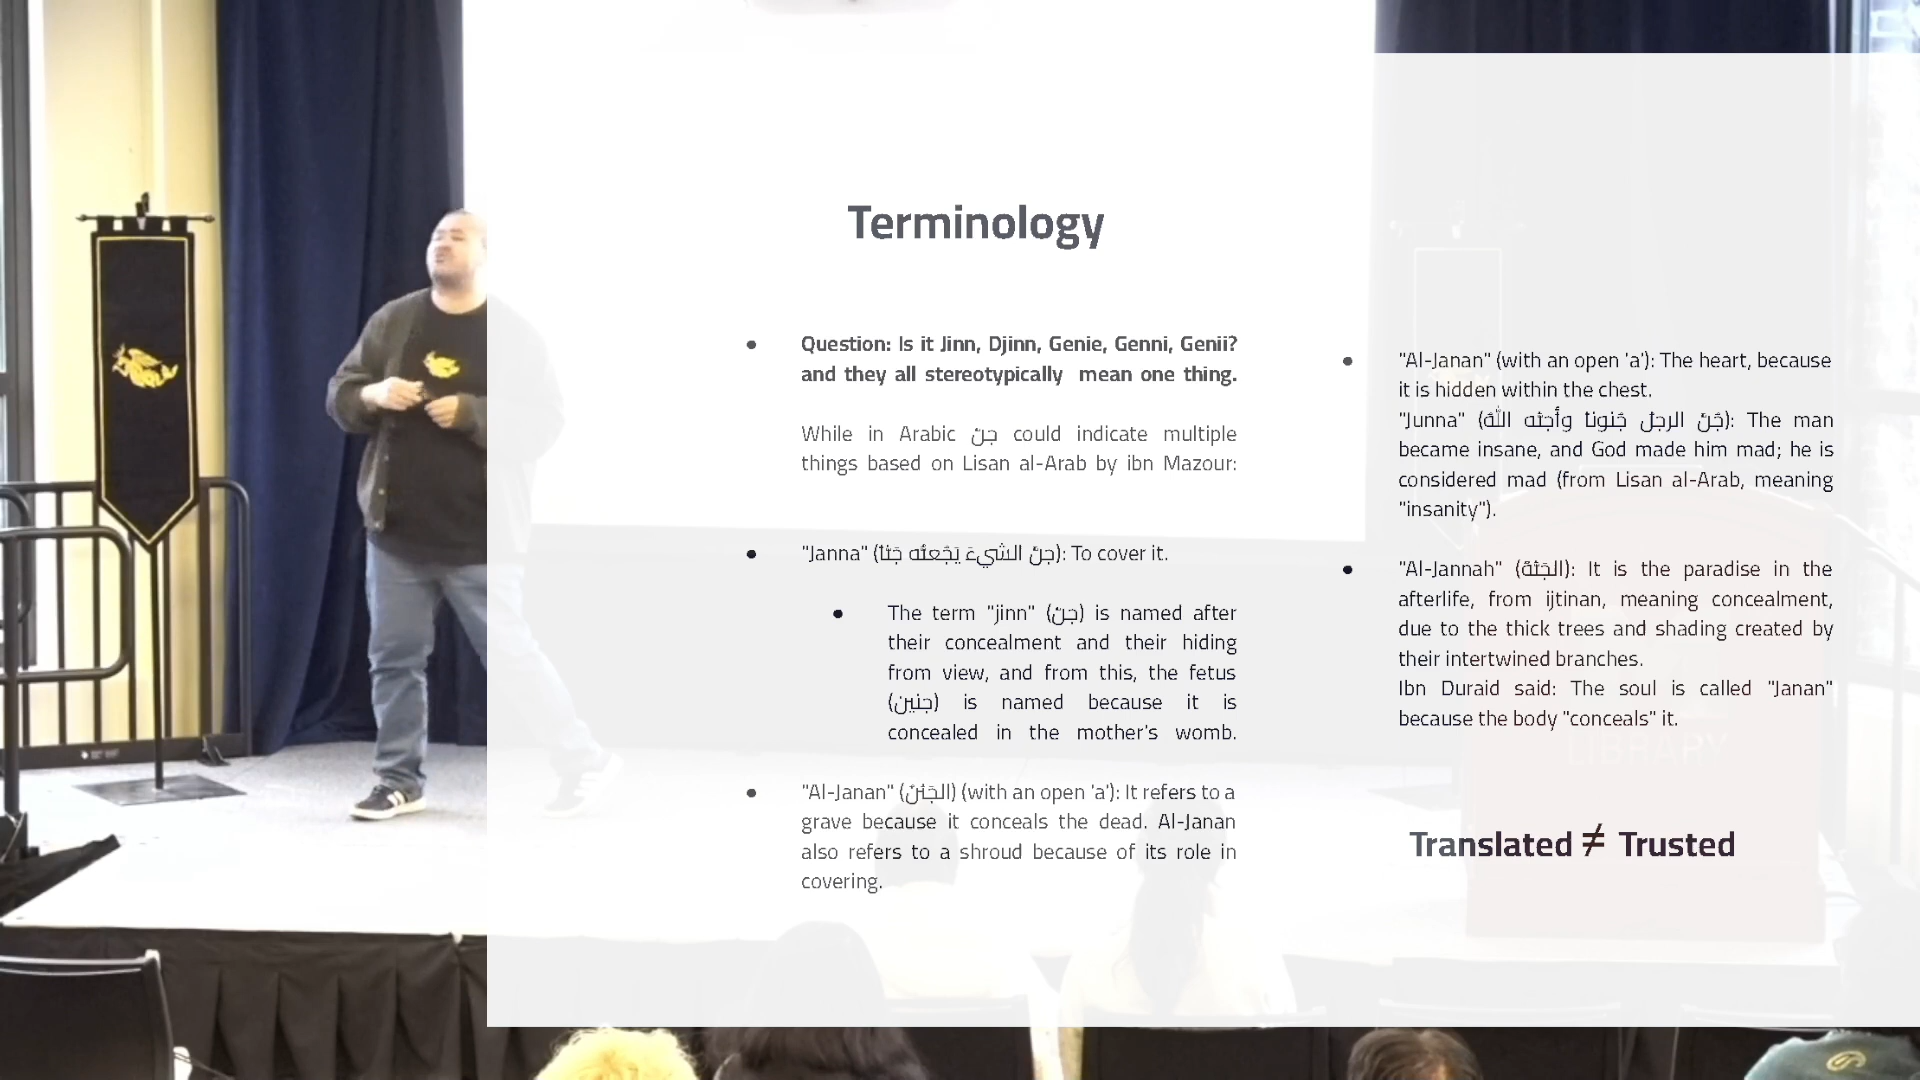 Terminology
Question: Is it Jinn, Djinn, Genie, Genni, Genii?
and they all stereotypically mean one thing.
While in Arabic جنّ could indicate multiple
things based on Lisan al-Arab by ibn Mazour:
"Janna" (جنَّ الشيءَ يَجُنُّه جَنّاً): To cover it.
The term "jinn" (جنّ) is named after
their concealment and their hiding
from view, and from this, the fetus
(جنين) is named because it is
concealed in the mother's womb.
"Al-Janan" (الجَننُ) (with an open 'a'): It refers to a
grave because it conceals the dead. Al-Janan
also refers to a shroud because of its role in
covering.
"Al-Janan" (with an open 'a'): The heart, because
it is hidden within the chest.
"Junna" (جُنَّ الرجلُ جُنوناً وأَجنّه اللَّهُ): The man
became insane, and God made him mad; he is
considered mad (from Lisan al-Arab, meaning
"insanity").
"Al-Jannah" (الجَنَّةُ): It is the paradise in the
afterlife, from ijtinan, meaning concealment,
due to the thick trees and shading created by
their intertwined branches.
Ibn Duraid said: The soul is called "Janan"
because the body "conceals" it.
LIBRARY
Translated ≠ Trusted